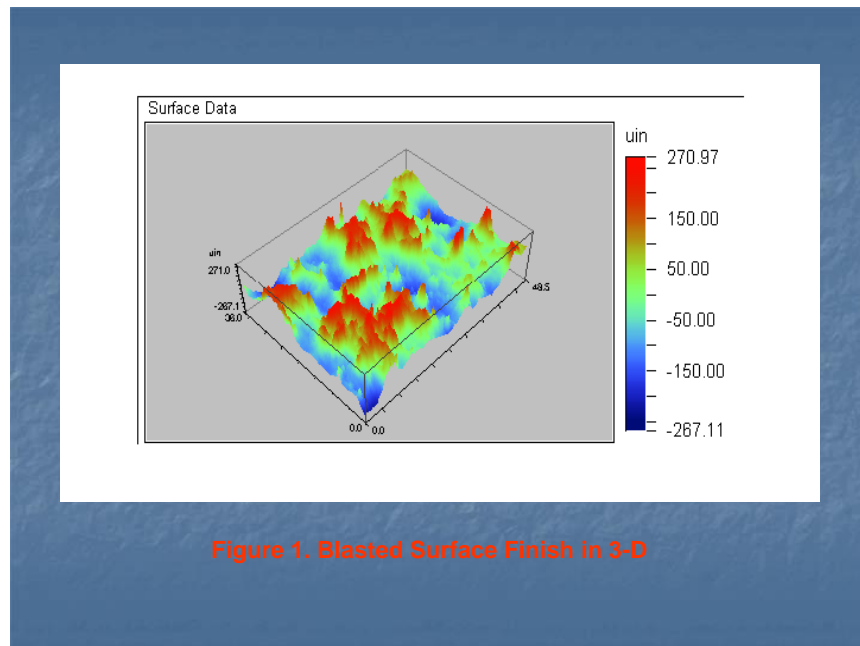 Surface Data
uin
270.97
150.00
50.00
-50.00
-150.00
-267.11
uin
271.0
-267.1
36.0
48.5
0.0 0.0
Figure 1. Blasted Surface Finish in 3-D